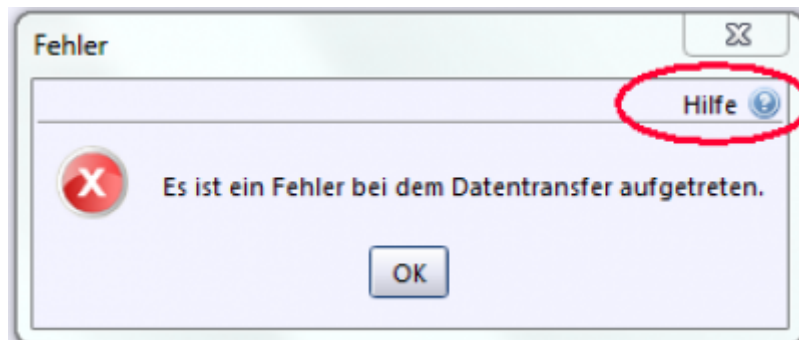 Fehler
Hilfe
Es ist ein Fehler bei dem Datentransfer aufgetreten.
OK